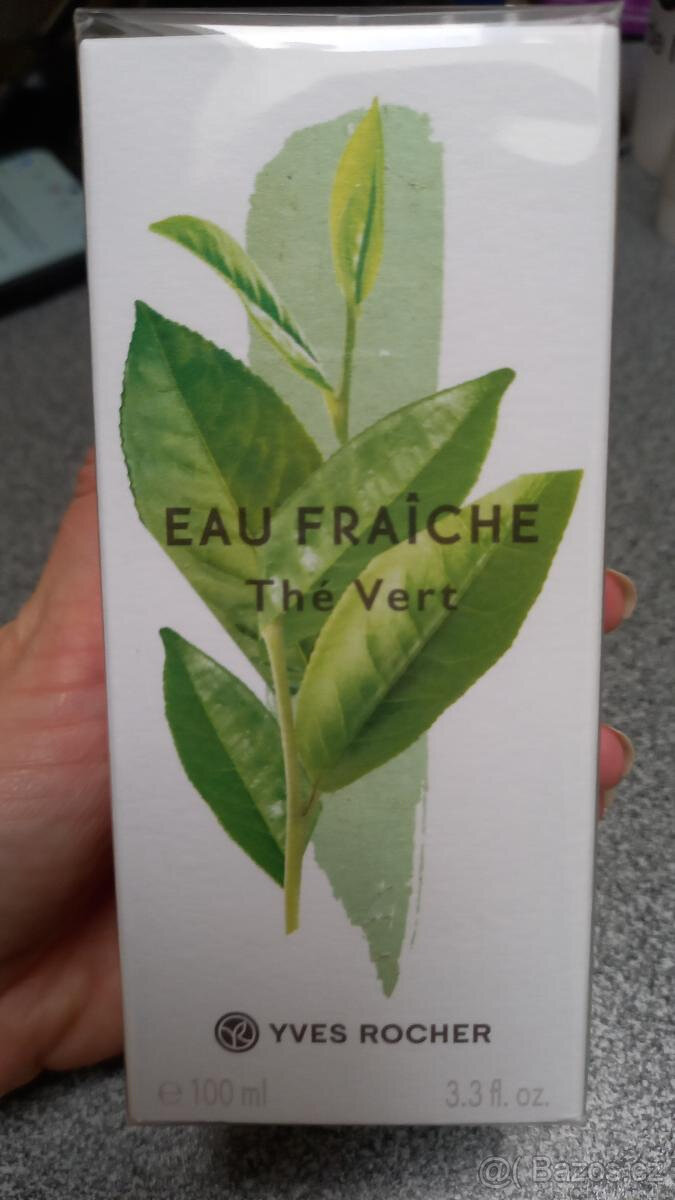 EAU FRAÎCHE
Thé Vert
YVES ROCHER
℮ 100 ml
3.3 fl. oz.
@( Bazos.cz